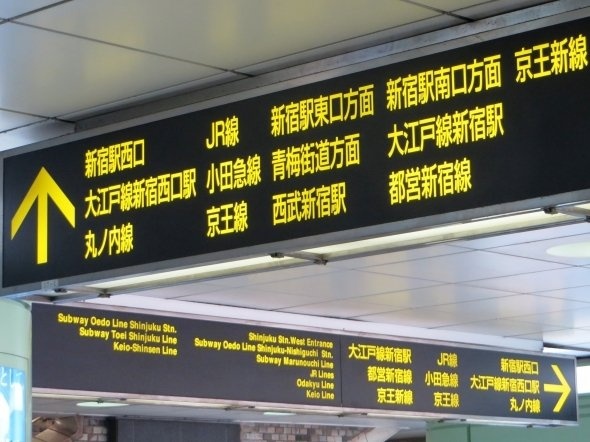 新宿駅西口 JR線 新宿駅東口方面 新宿駅南口方面 京王新線
大江戸線新宿西口駅 小田急線 青梅街道方面 大江戸線新宿駅
丸ノ内線 京王線 西武新宿駅 都営新宿線
Subway Oedo Line Shinjuku Stn.
Subway Toei Shinjuku Line
Keio-Shinsen Line
Shinjuku Stn.West Entrance
Subway Oedo Line Shinjuku-Nishiguchi Stn.
Subway Marunouchi Line
JR Lines
Odakyu Line
Keio Line
大江戸線新宿駅 JR線 新宿駅西口
都営新宿線 小田急線 大江戸線新宿西口駅
京王新線 京王線 丸ノ内線